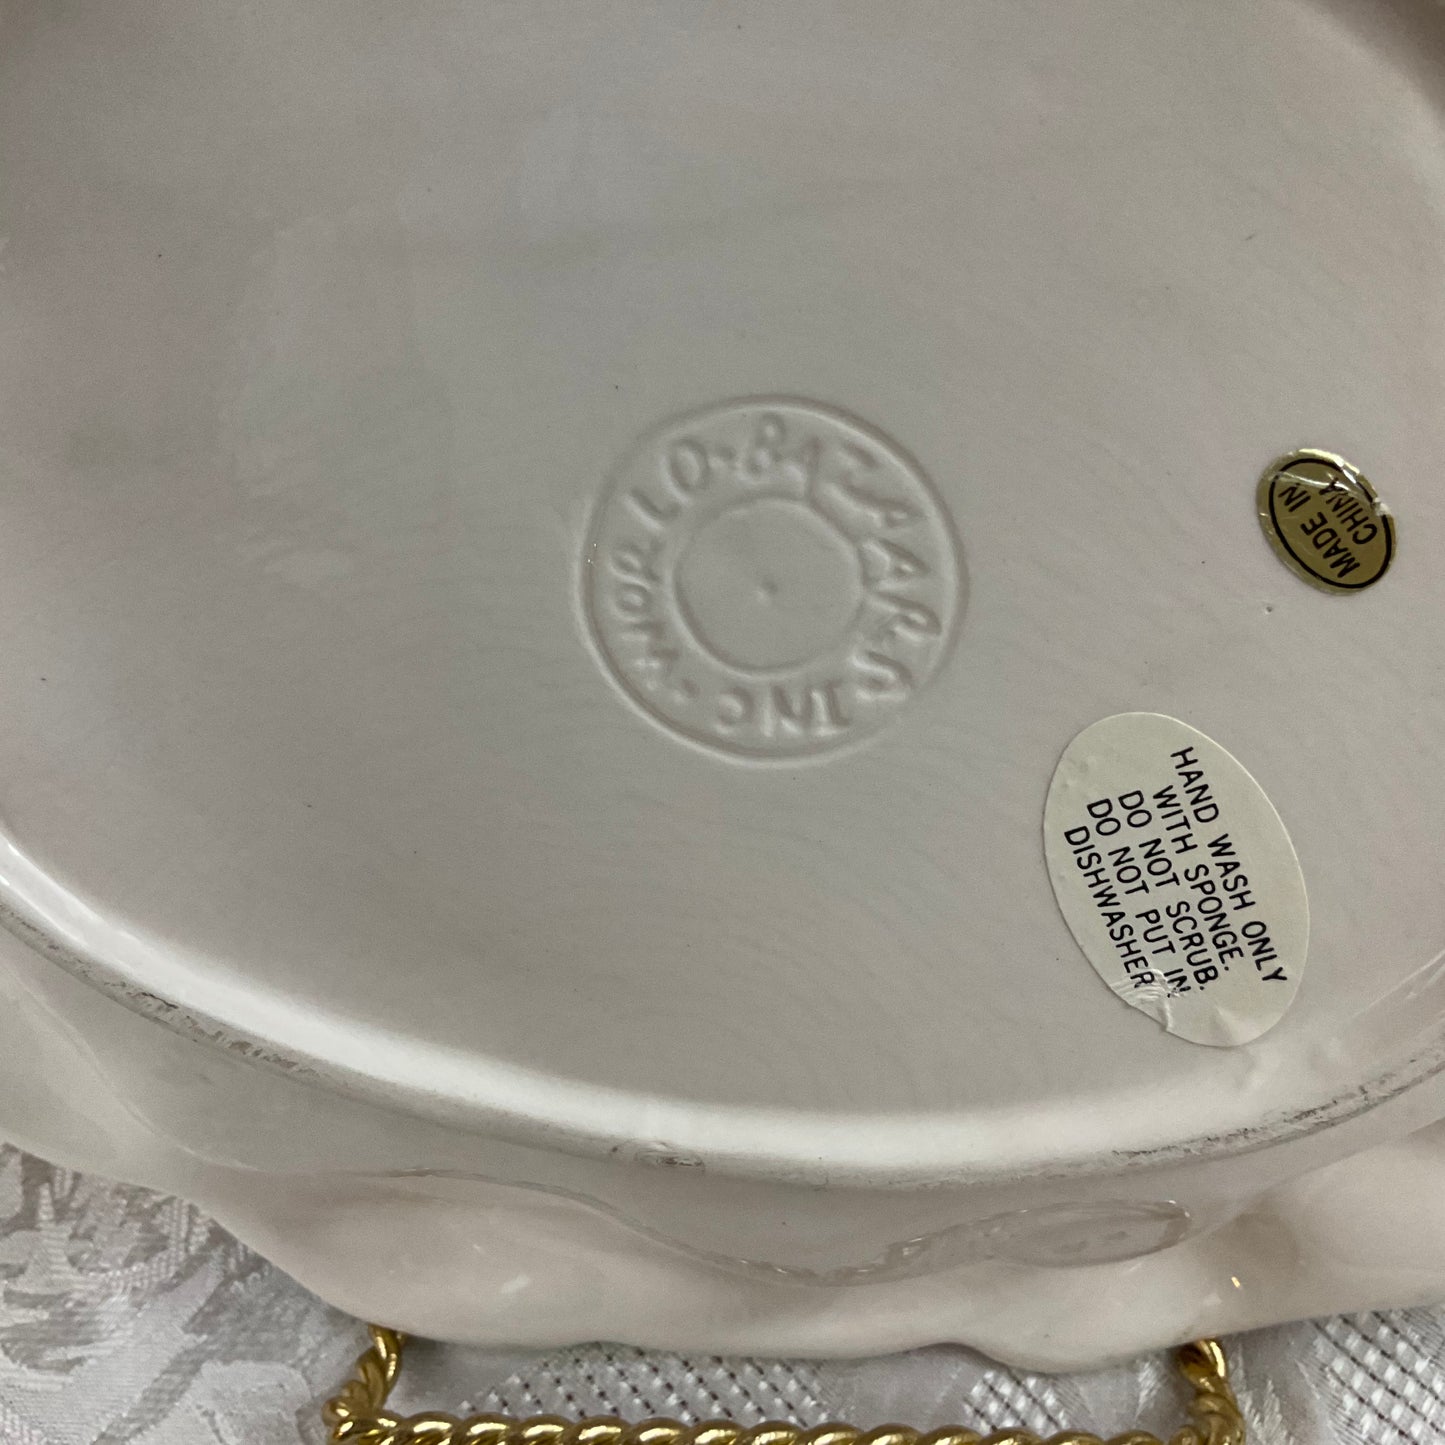 WORLD·BAZAARS INC·
MADE IN
CHINA
HAND WASH ONLY
WITH SPONGE.
DO NOT SCRUB.
DO NOT PUT IN
DISHWASHER.